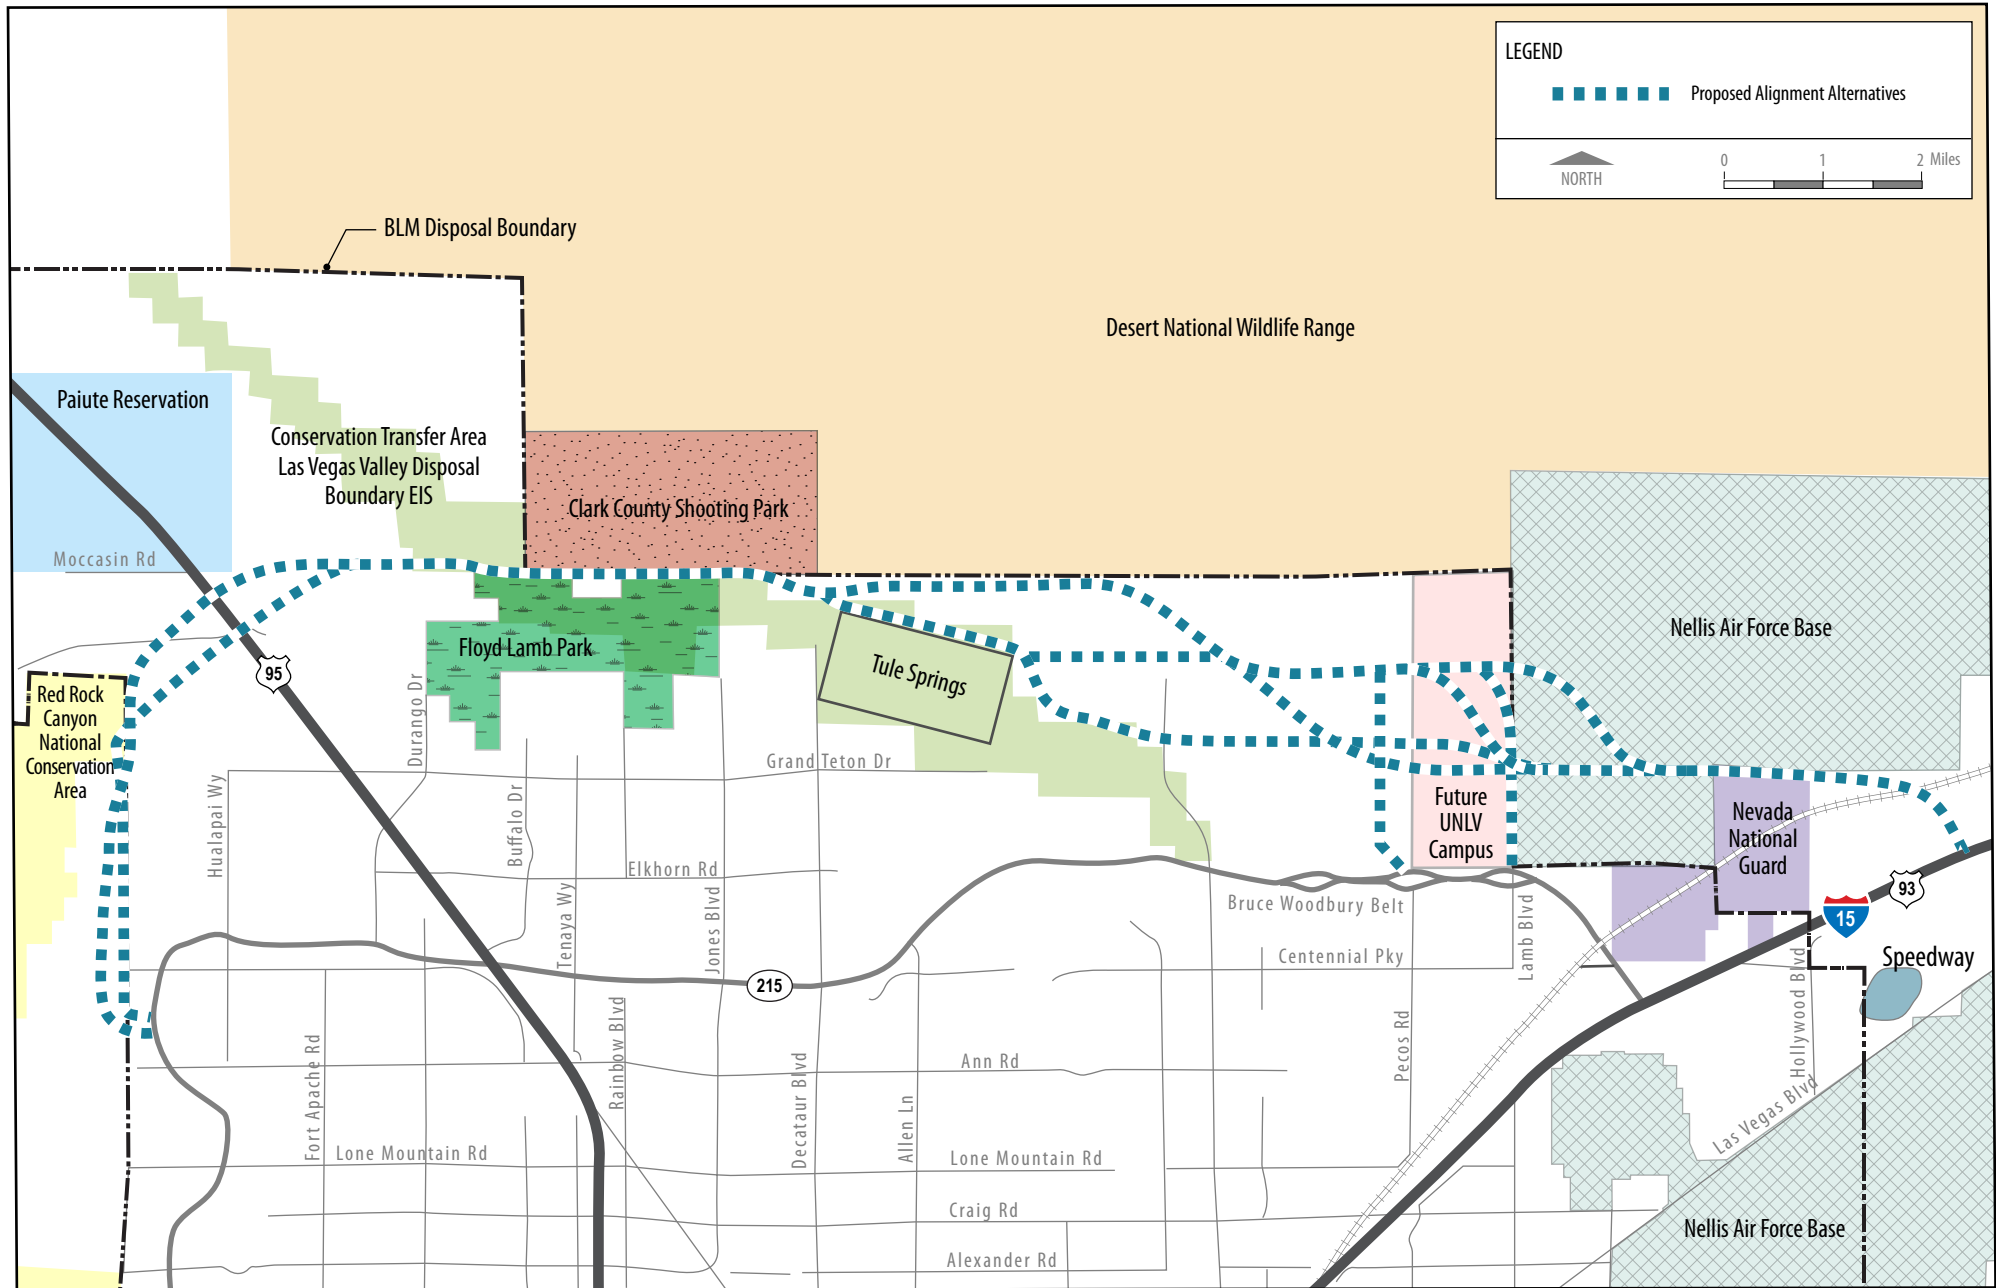 LEGEND
Proposed Alignment Alternatives
0 1 2 Miles
NORTH
BLM Disposal Boundary
Desert National Wildlife Range
Paiute Reservation
Conservation Transfer Area
Las Vegas Valley Disposal
Boundary EIS
Clark County Shooting Park
Moccasin Rd
Nellis Air Force Base
Floyd Lamb Park
Tule Springs
95
Red Rock
Canyon
National
Conservation
Area
Durango Dr
Grand Teton Dr
Hualapai Wy
Buffalo Dr
Future
UNLV
Campus
Nevada
National
Guard
Elkhorn Rd
Tenaya Wy
Jones Blvd
Bruce Woodbury Belt
Lamb Blvd
93
15
Centennial Pky
Speedway
215
Hollywood Blvd
Rainbow Blvd
Fort Apache Rd
Decataur Blvd
Allen Ln
Ann Rd
Pecos Rd
Las Vegas Blvd
Lone Mountain Rd
Lone Mountain Rd
Craig Rd
Nellis Air Force Base
Alexander Rd